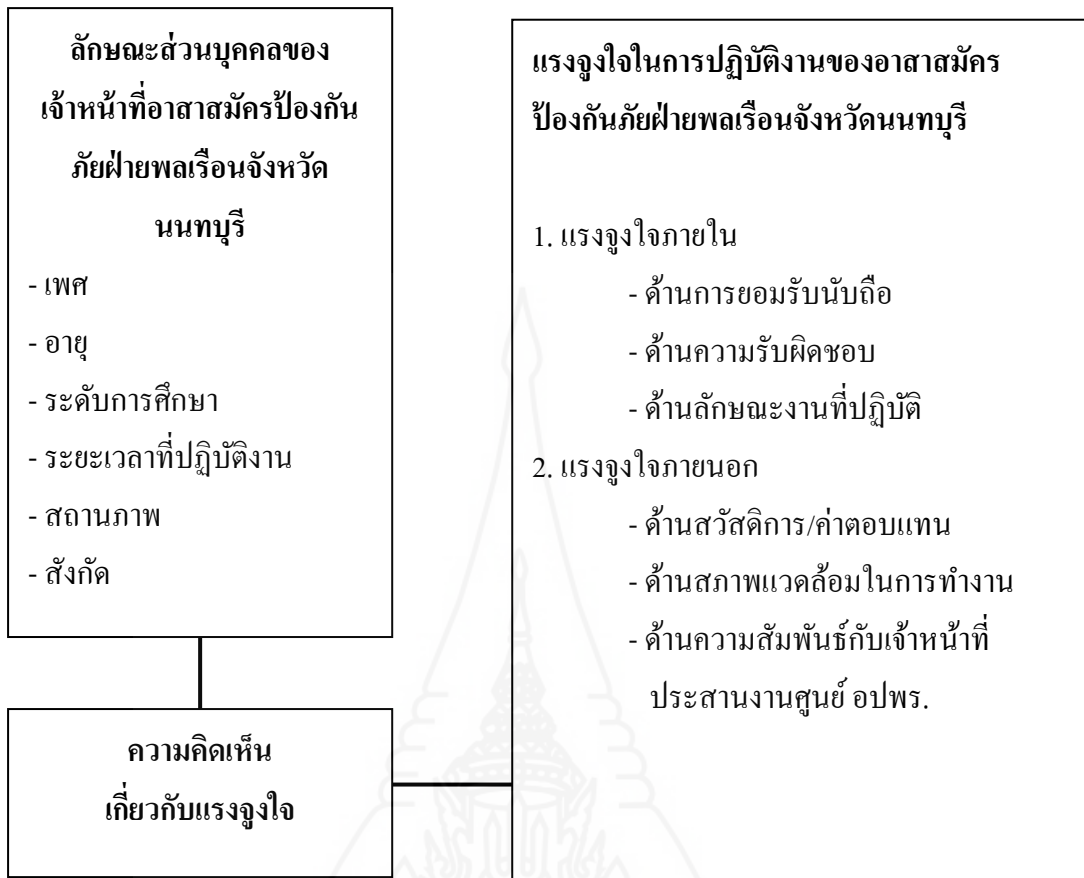 ลักษณะส่วนบุคคลของ
เจ้าหน้าที่อาสาสมัครป้องกัน
ภัยฝ่ายพลเรือนจังหวัด
นนทบุรี
- เพศ
- อายุ
- ระดับการศึกษา
- ระยะเวลาที่ปฏิบัติงาน
- สถานภาพ
- สังกัด
ความคิดเห็น
เกี่ยวกับแรงจูงใจ
แรงจูงใจในการปฏิบัติงานของอาสาสมัคร
ป้องกันภัยฝ่ายพลเรือนจังหวัดนนทบุรี
1. แรงจูงใจภายใน
- ด้านการยอมรับนับถือ
- ด้านความรับผิดชอบ
- ด้านลักษณะงานที่ปฏิบัติ
2. แรงจูงใจภายนอก
- ด้านสวัสดิการ/ค่าตอบแทน
- ด้านสภาพแวดล้อมในการทำงาน
- ด้านความสัมพันธ์กับเจ้าหน้าที่
ประสานงานศูนย์ อปพร.